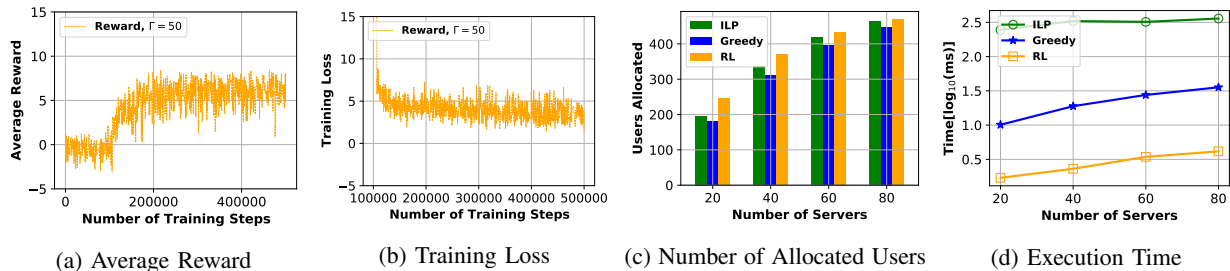 15
10
5
0
−5
Average Reward
Reward, Γ = 50
0
200000
400000
Number of Training Steps
(a) Average Reward
15
10
5
0
−5
Training Loss
Reward, Γ = 50
100000
200000
300000
400000
500000
Number of Training Steps
(b) Training Loss
400
300
200
100
0
Users Allocated
ILP
Greedy
RL
20
40
60
80
Number of Servers
(c) Number of Allocated Users
2.5
2.0
1.5
1.0
0.5
Time[log10(ms)]
ILP
Greedy
RL
20
40
60
80
Number of Servers
(d) Execution Time